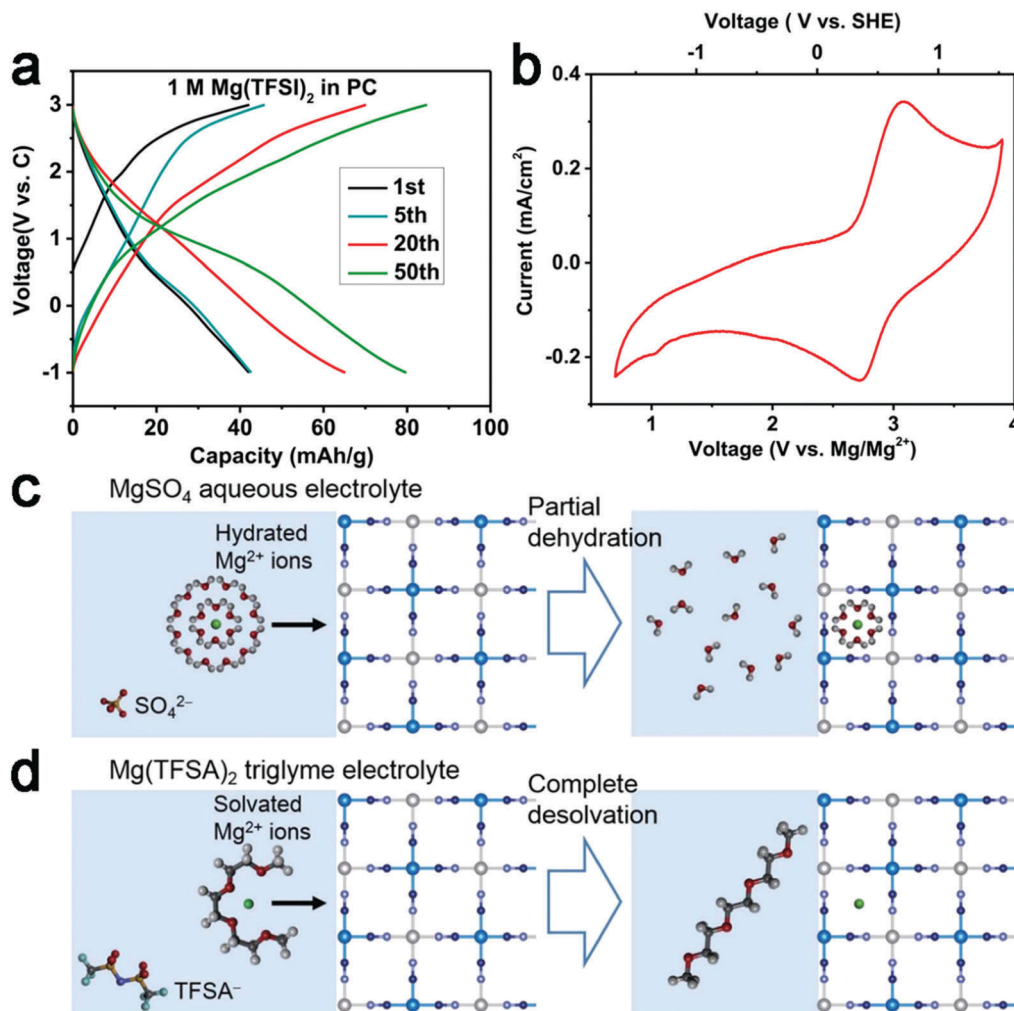 a
1 M Mg(TFSI)2 in PC
Voltage(V vs. C)
3
2
1
0
-1
1st
5th
20th
50th
0 20 40 60 80 100
Capacity (mAh/g)
b
Voltage ( V vs. SHE)
-1 0 1
Current (mA/cm2)
0.4
0.2
0.0
-0.2
1 2 3 4
Voltage (V vs. Mg/Mg2+)
c
MgSO4 aqueous electrolyte
Hydrated
Mg2+ ions
SO42−
Partial
dehydration
d
Mg(TFSA)2 triglyme electrolyte
Solvated
Mg2+ ions
TFSA−
Complete
desolvation